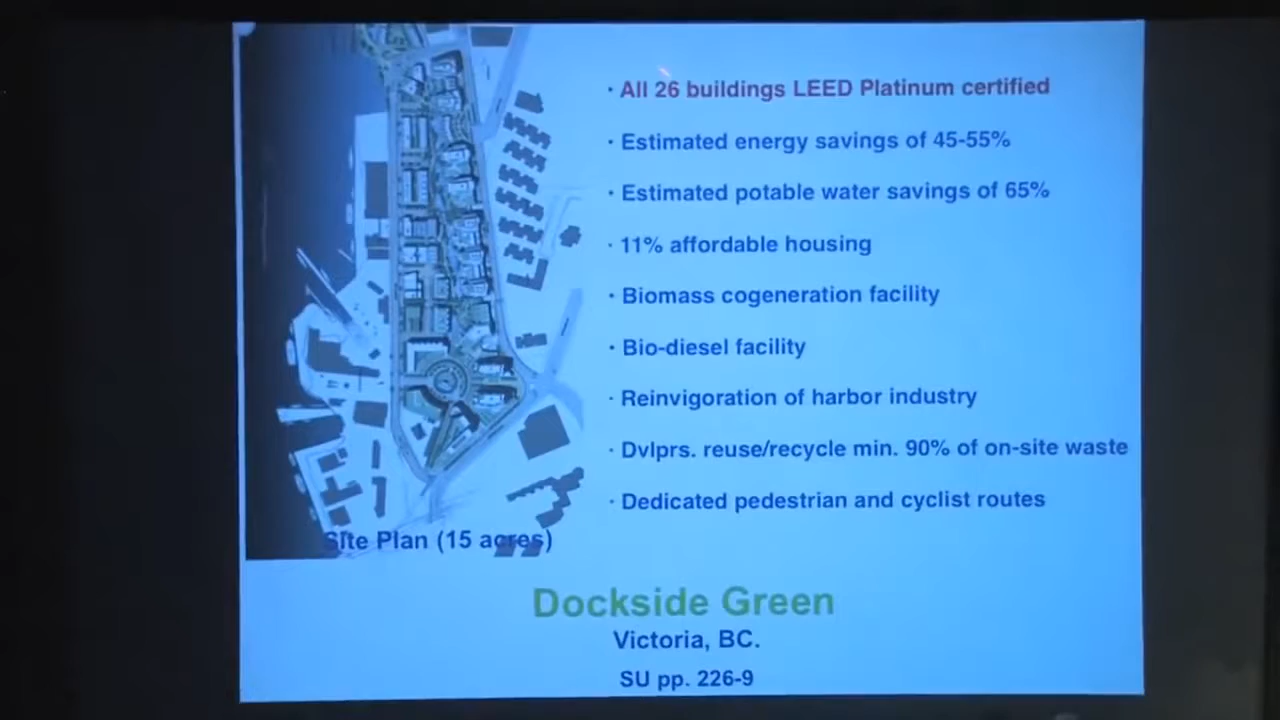 · All 26 buildings LEED Platinum certified
· Estimated energy savings of 45-55%
· Estimated potable water savings of 65%
· 11% affordable housing
· Biomass cogeneration facility
· Bio-diesel facility
· Reinvigoration of harbor industry
· Dvlprs. reuse/recycle min. 90% of on-site waste
· Dedicated pedestrian and cyclist routes
Site Plan (15 acres)
Dockside Green
Victoria, BC.
SU pp. 226-9